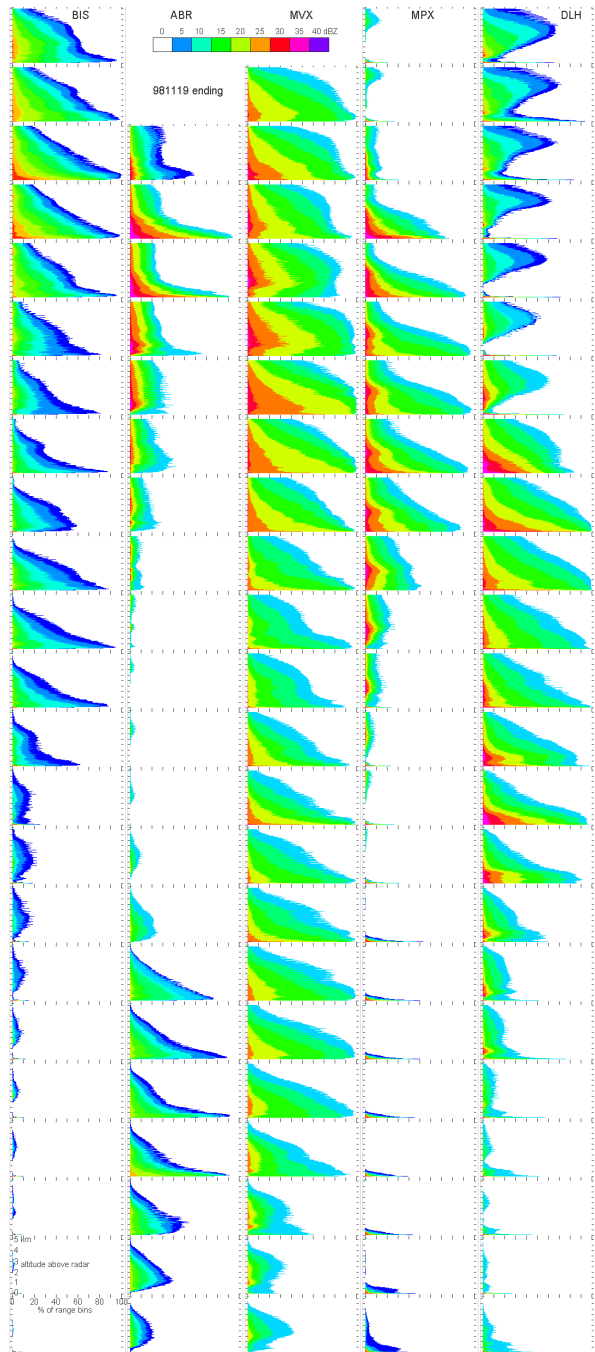 BIS ABR MVX MPX DLH
0 5 10 15 20 25 30 35 40 dBZ
981119 ending
5 km
4
3 altitude above radar
2
1
0
0 20 40 60 80 100
% of range bins